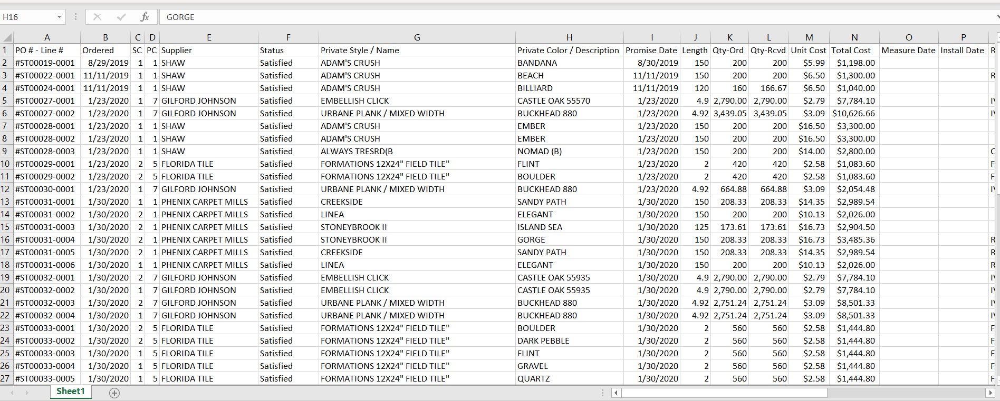 H16 fx GORGE
A B C D E F G H I J K L M N O P
1 PO # - Line # Ordered SC PC Supplier Status Private Style / Name Private Color / Description Promise Date Length Qty-Ord Qty-Rcvd Unit Cost Total Cost Measure Date Install Date R
2 #ST00019-0001 8/29/2019 1 1 SHAW Satisfied ADAM'S CRUSH BANDANA 8/30/2019 150 200 200 $5.99 $1,198.00
3 #ST00022-0001 11/11/2019 1 1 SHAW Satisfied ADAM'S CRUSH BEACH 11/11/2019 150 200 200 $6.50 $1,300.00 R
4 #ST00024-0001 11/11/2019 1 1 SHAW Satisfied ADAM'S CRUSH BILLIARD 11/11/2019 120 160 166.67 $6.50 $1,040.00
5 #ST00027-0001 1/23/2020 1 7 GILFORD JOHNSON Satisfied EMBELLISH CLICK CASTLE OAK 55570 1/23/2020 4.9 2,790.00 2,790.00 $2.79 $7,784.10
6 #ST00027-0002 1/23/2020 1 7 GILFORD JOHNSON Satisfied URBANE PLANK / MIXED WIDTH BUCKHEAD 880 1/23/2020 4.92 3,439.05 3,439.05 $3.09 $10,626.66
7 #ST00028-0001 1/23/2020 1 1 SHAW Satisfied ADAM'S CRUSH EMBER 1/23/2020 150 200 200 $16.50 $3,300.00
8 #ST00028-0002 1/23/2020 1 1 SHAW Satisfied ADAM'S CRUSH EMBER 1/23/2020 150 200 200 $16.50 $3,300.00
9 #ST00028-0003 1/23/2020 1 1 SHAW Satisfied ALWAYS TRESRD(B NOMAD (B) 1/23/2020 150 200 200 $14.00 $2,800.00
10 #ST00029-0001 1/23/2020 2 5 FLORIDA TILE Satisfied FORMATIONS 12X24" FIELD TILE" FLINT 1/23/2020 2 420 420 $2.58 $1,083.60 F
11 #ST00029-0002 1/23/2020 2 5 FLORIDA TILE Satisfied FORMATIONS 12X24" FIELD TILE" BOULDER 1/23/2020 2 420 420 $2.58 $1,083.60 F
12 #ST00030-0001 1/23/2020 1 7 GILFORD JOHNSON Satisfied URBANE PLANK / MIXED WIDTH BUCKHEAD 880 1/23/2020 4.92 664.88 664.88 $3.09 $2,054.48
13 #ST00031-0001 1/30/2020 1 1 PHENIX CARPET MILLS Satisfied CREEKSIDE SANDY PATH 1/30/2020 150 208.33 208.33 $14.35 $2,989.54
14 #ST00031-0002 1/30/2020 2 1 PHENIX CARPET MILLS Satisfied LINEA ELEGANT 1/30/2020 150 200 200 $10.13 $2,026.00
15 #ST00031-0003 1/30/2020 2 1 PHENIX CARPET MILLS Satisfied STONEYBROOK II ISLAND SEA 1/30/2020 125 173.61 173.61 $16.73 $2,904.50
16 #ST00031-0004 1/30/2020 2 1 PHENIX CARPET MILLS Satisfied STONEYBROOK II GORGE 1/30/2020 150 208.33 208.33 $16.73 $3,485.36 R
17 #ST00031-0005 1/30/2020 2 1 PHENIX CARPET MILLS Satisfied CREEKSIDE SANDY PATH 1/30/2020 150 208.33 208.33 $14.35 $2,989.54 R
18 #ST00031-0006 1/30/2020 1 1 PHENIX CARPET MILLS Satisfied LINEA ELEGANT 1/30/2020 150 200 200 $10.13 $2,026.00 R
19 #ST00032-0001 1/30/2020 2 7 GILFORD JOHNSON Satisfied EMBELLISH CLICK CASTLE OAK 55935 1/30/2020 4.9 2,790.00 2,790.00 $2.79 $7,784.10
20 #ST00032-0002 1/30/2020 1 7 GILFORD JOHNSON Satisfied EMBELLISH CLICK CASTLE OAK 55935 1/30/2020 4.9 2,790.00 2,790.00 $2.79 $7,784.10
21 #ST00032-0003 1/30/2020 2 7 GILFORD JOHNSON Satisfied URBANE PLANK / MIXED WIDTH BUCKHEAD 880 1/30/2020 4.92 2,751.24 2,751.24 $3.09 $8,501.33
22 #ST00032-0004 1/30/2020 1 7 GILFORD JOHNSON Satisfied URBANE PLANK / MIXED WIDTH BUCKHEAD 880 1/30/2020 4.92 2,751.24 2,751.24 $3.09 $8,501.33
23 #ST00033-0001 1/30/2020 2 5 FLORIDA TILE Satisfied FORMATIONS 12X24" FIELD TILE" BOULDER 1/30/2020 2 560 560 $2.58 $1,444.80 F
24 #ST00033-0002 1/30/2020 2 5 FLORIDA TILE Satisfied FORMATIONS 12X24" FIELD TILE" DARK PEBBLE 1/30/2020 2 560 560 $2.58 $1,444.80 F
25 #ST00033-0003 1/30/2020 1 5 FLORIDA TILE Satisfied FORMATIONS 12X24" FIELD TILE" FLINT 1/30/2020 2 560 560 $2.58 $1,444.80 F
26 #ST00033-0004 1/30/2020 1 5 FLORIDA TILE Satisfied FORMATIONS 12X24" FIELD TILE" GRAVEL 1/30/2020 2 560 560 $2.58 $1,444.80 F
27 #ST00033-0005 1/30/2020 1 5 FLORIDA TILE Satisfied FORMATIONS 12X24" FIELD TILE" QUARTZ 1/30/2020 2 560 560 $2.58 $1,444.80 F
Sheet1